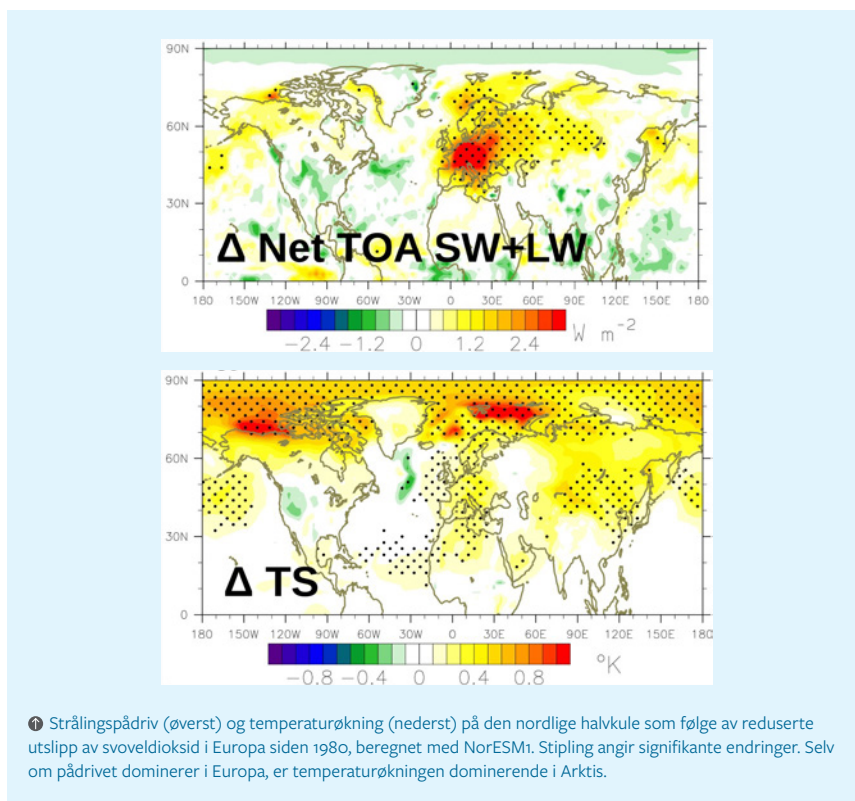 90N
60N
30N
0
Δ Net TOA SW+LW
180 150W 120W 90W 60W 30W 0 30E 60E 90E 120E 150E 180
−2.4 −1.2 0 1.2 2.4 W m⁻²
90N
60N
30N
0
Δ TS
180 150W 120W 90W 60W 30W 0 30E 60E 90E 120E 150E 180
−0.8 −0.4 0 0.4 0.8 °K
Strålingspådriv (øverst) og temperaturøkning (nederst) på den nordlige halvkule som følge av reduserte
utslipp av svoveldioksid i Europa siden 1980, beregnet med NorESM1. Stipling angir signifikante endringer. Selv
om pådrivet dominerer i Europa, er temperaturøkningen dominerende i Arktis.